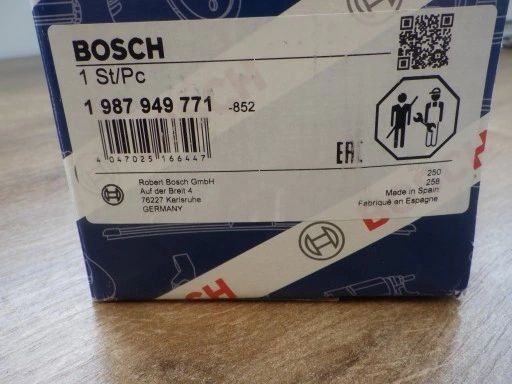 BOSCH
1 St/Pc
1 987 949 771 -852
4 047025 166447
EAC
Robert Bosch GmbH
Auf der Breit 4
76227 Karlsruhe
GERMANY
250
258
Made in Spain
Fabriqué en Espagne
BOSCH